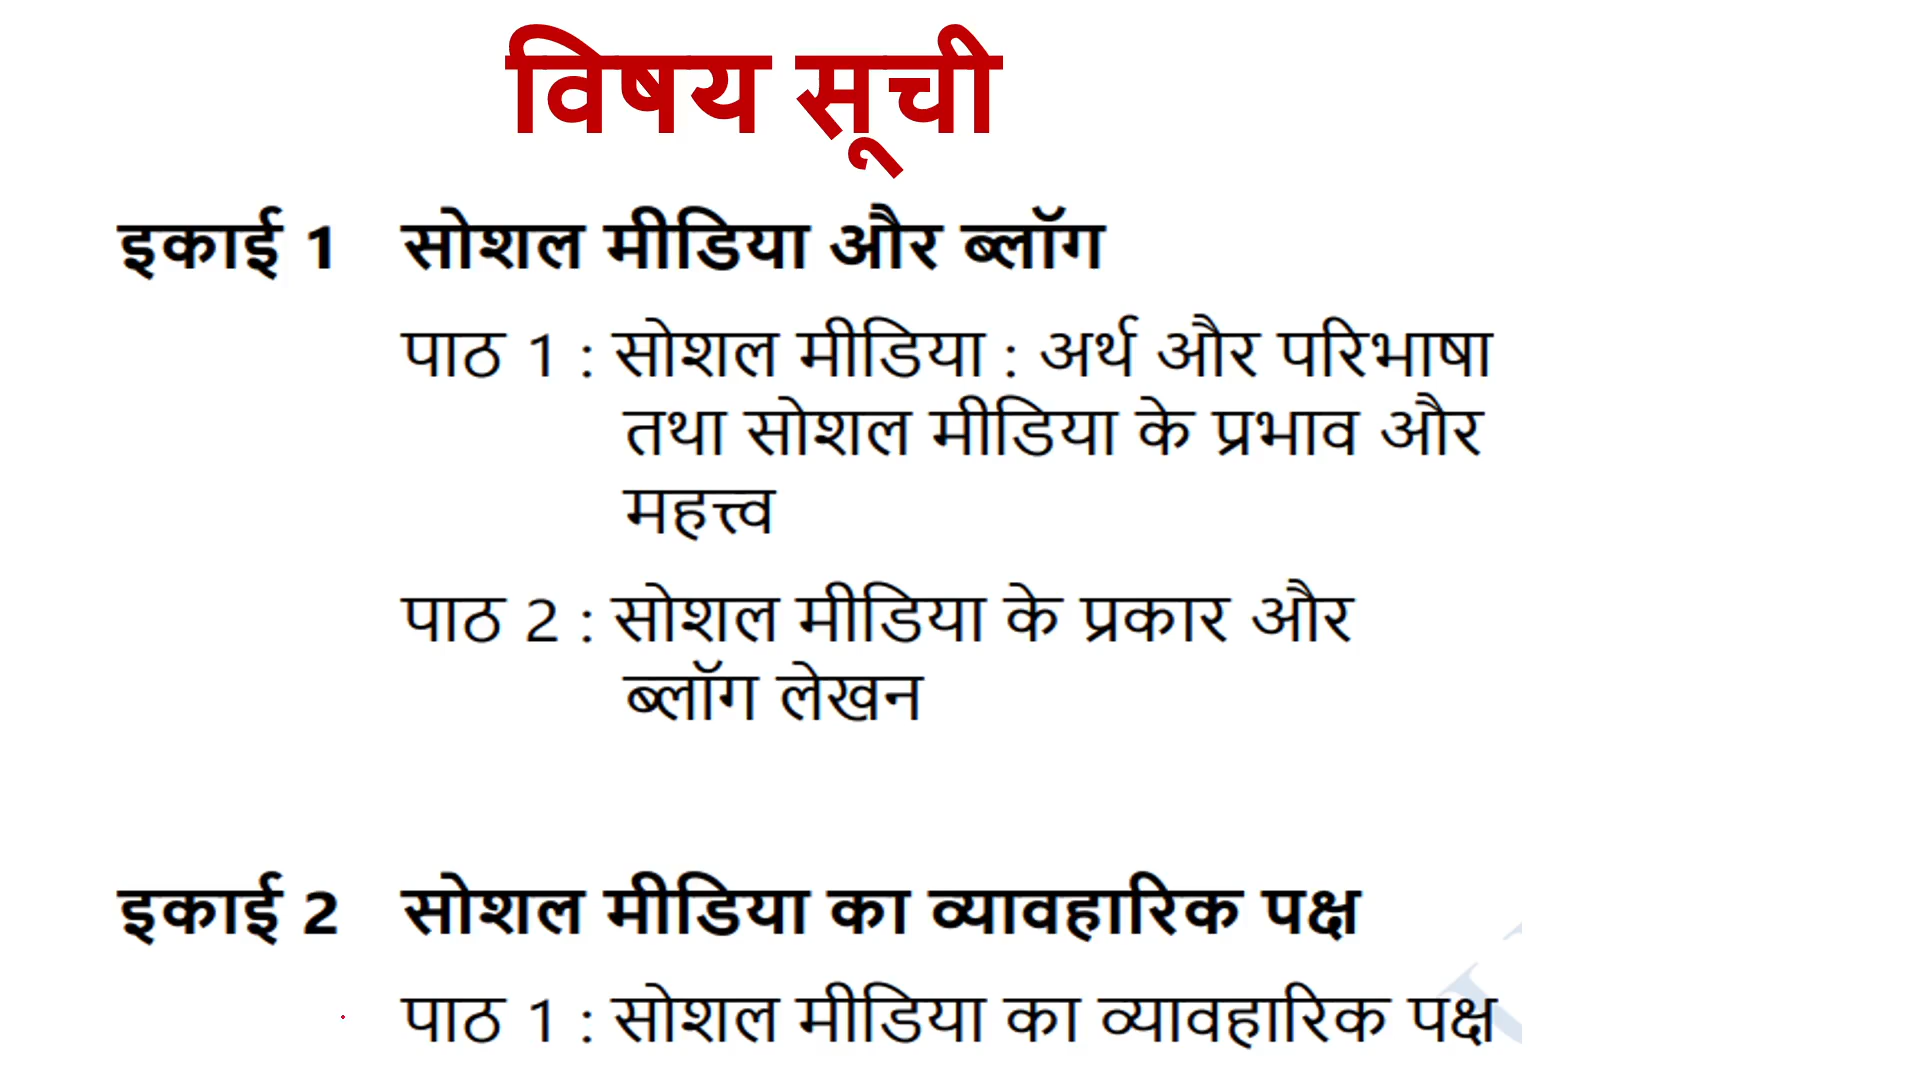 विषय सूची
इकाई 1 सोशल मीडिया और ब्लॉग
पाठ 1 : सोशल मीडिया : अर्थ और परिभाषा
तथा सोशल मीडिया के प्रभाव और
महत्त्व
पाठ 2 : सोशल मीडिया के प्रकार और
ब्लॉग लेखन
इकाई 2 सोशल मीडिया का व्यावहारिक पक्ष
पाठ 1 : सोशल मीडिया का व्यावहारिक पक्ष